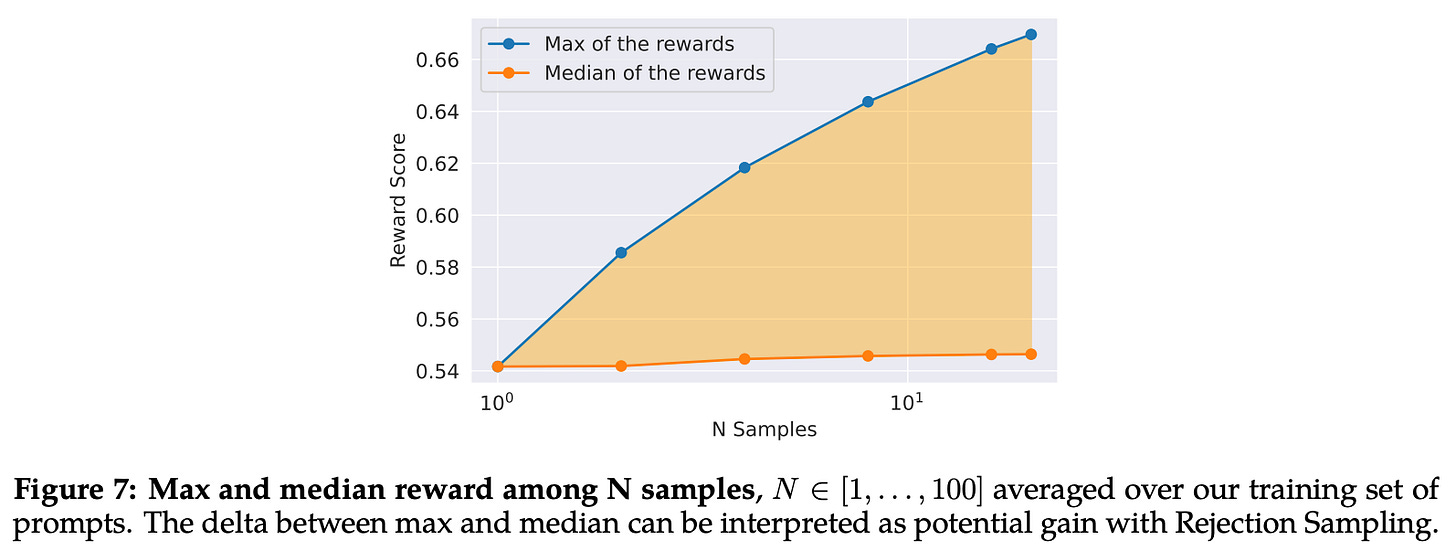 Max of the rewards
Median of the rewards
0.66
0.64
0.62
0.60
0.58
0.56
0.54
Reward Score
10⁰
10¹
N Samples
Figure 7: Max and median reward among N samples, N ∈ [1, . . . , 100] averaged over our training set of
prompts. The delta between max and median can be interpreted as potential gain with Rejection Sampling.